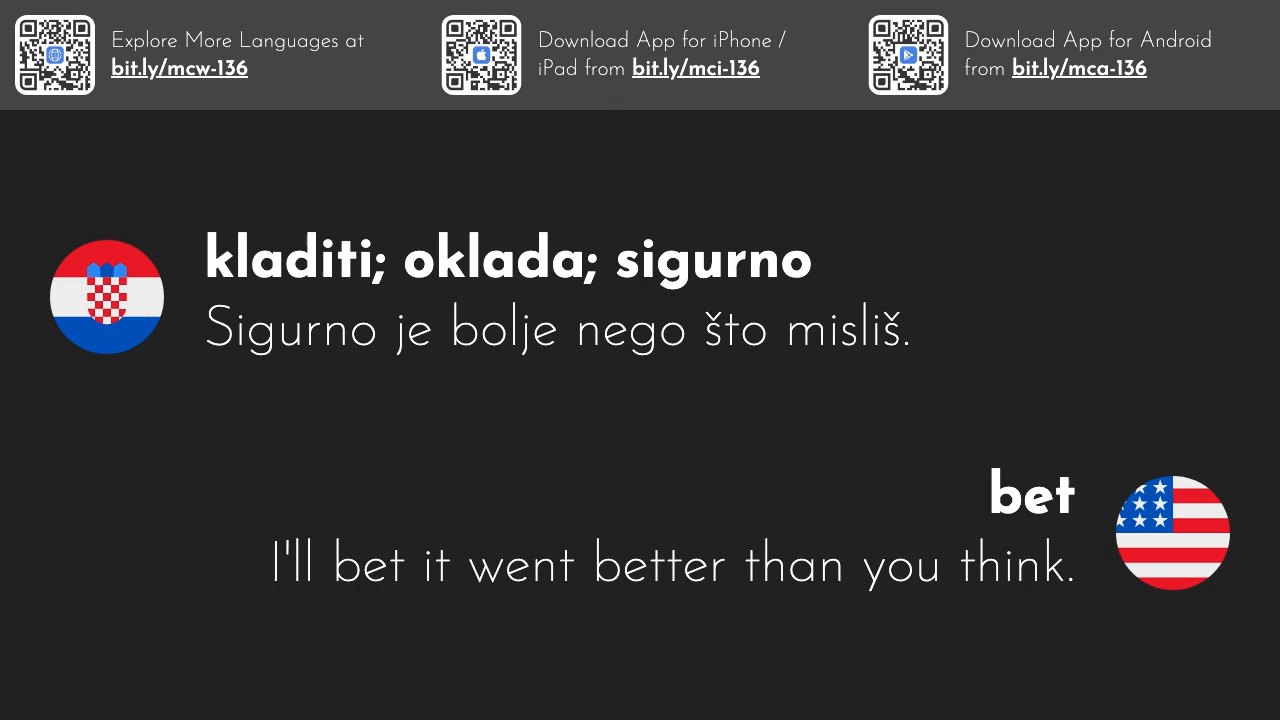 Explore More Languages at
bit.ly/mcw-136
Download App for iPhone /
iPad from bit.ly/mci-136
Download App for Android
from bit.ly/mca-136
kladiti; oklada; sigurno
Sigurno je bolje nego što misliš.
bet
I'll bet it went better than you think.